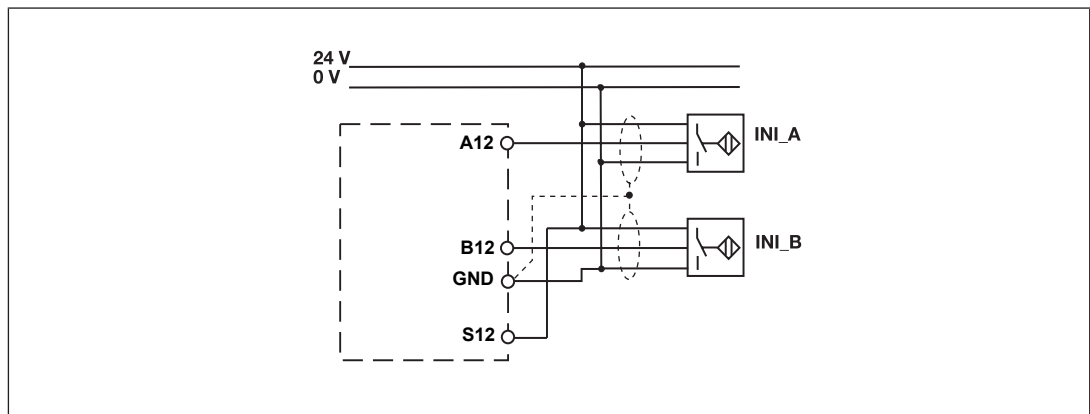 24 V
0 V
A12
INI_A
B12
INI_B
GND
S12